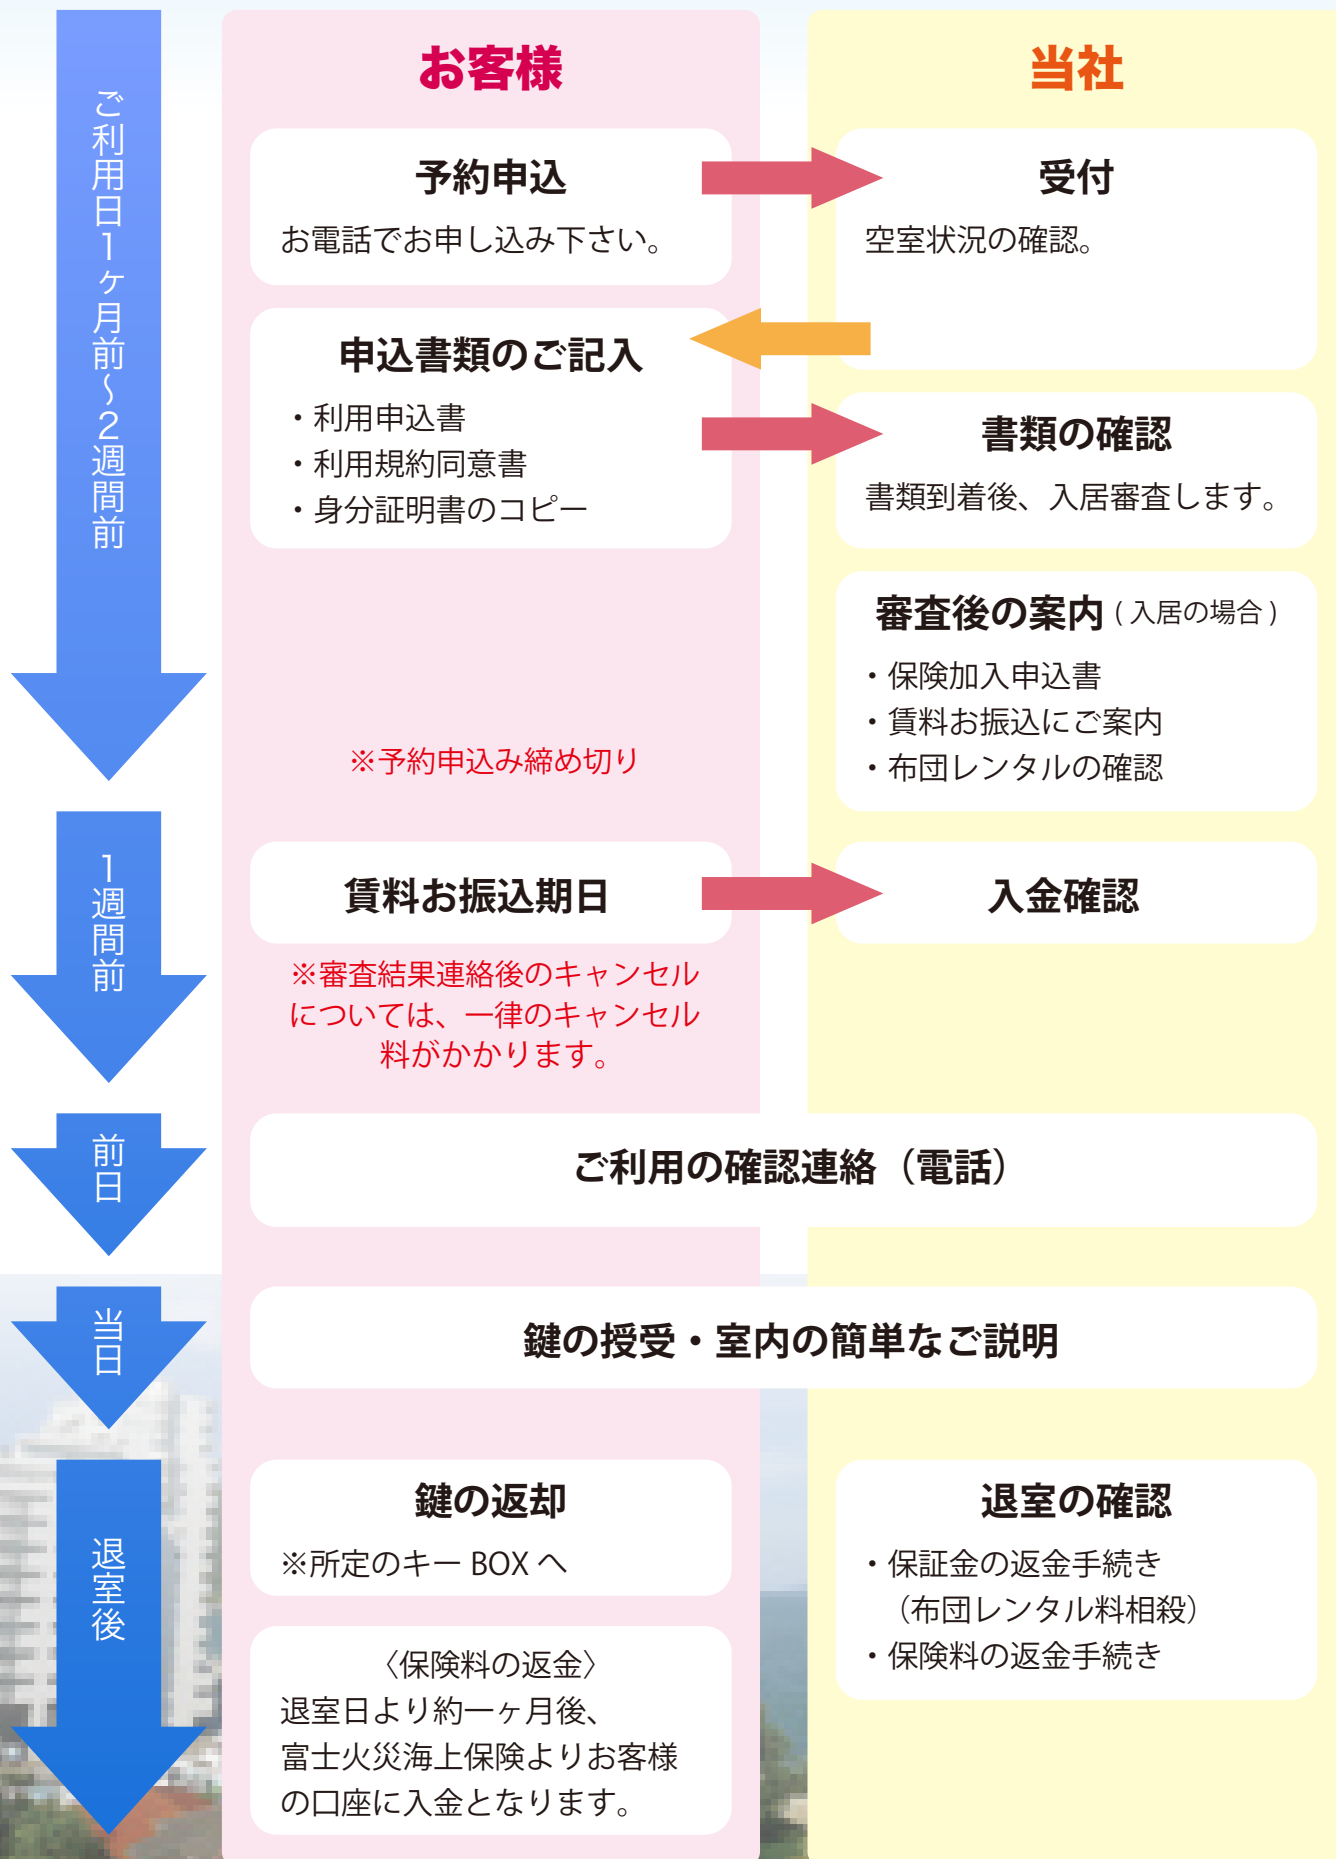 お客様
当社
ご利用日1ヶ月前～2週間前
予約申込
お電話でお申し込み下さい。
受付
空室状況の確認。
申込書類のご記入
・利用申込書
・利用規約同意書
・身分証明書のコピー
書類の確認
書類到着後、入居審査します。
審査後の案内 ( 入居の場合 )
・保険加入申込書
・賃料お振込にご案内
・布団レンタルの確認
※予約申込み締め切り
1週間前
賃料お振込期日
入金確認
※審査結果連絡後のキャンセル
については、一律のキャンセル
料がかかります。
前日
ご利用の確認連絡（電話）
当日
鍵の授受・室内の簡単なご説明
退室後
鍵の返却
※所定のキー BOX へ
退室の確認
・保証金の返金手続き
（布団レンタル料相殺）
・保険料の返金手続き
〈保険料の返金〉
退室日より約一ヶ月後、
富士火災海上保険よりお客様
の口座に入金となります。